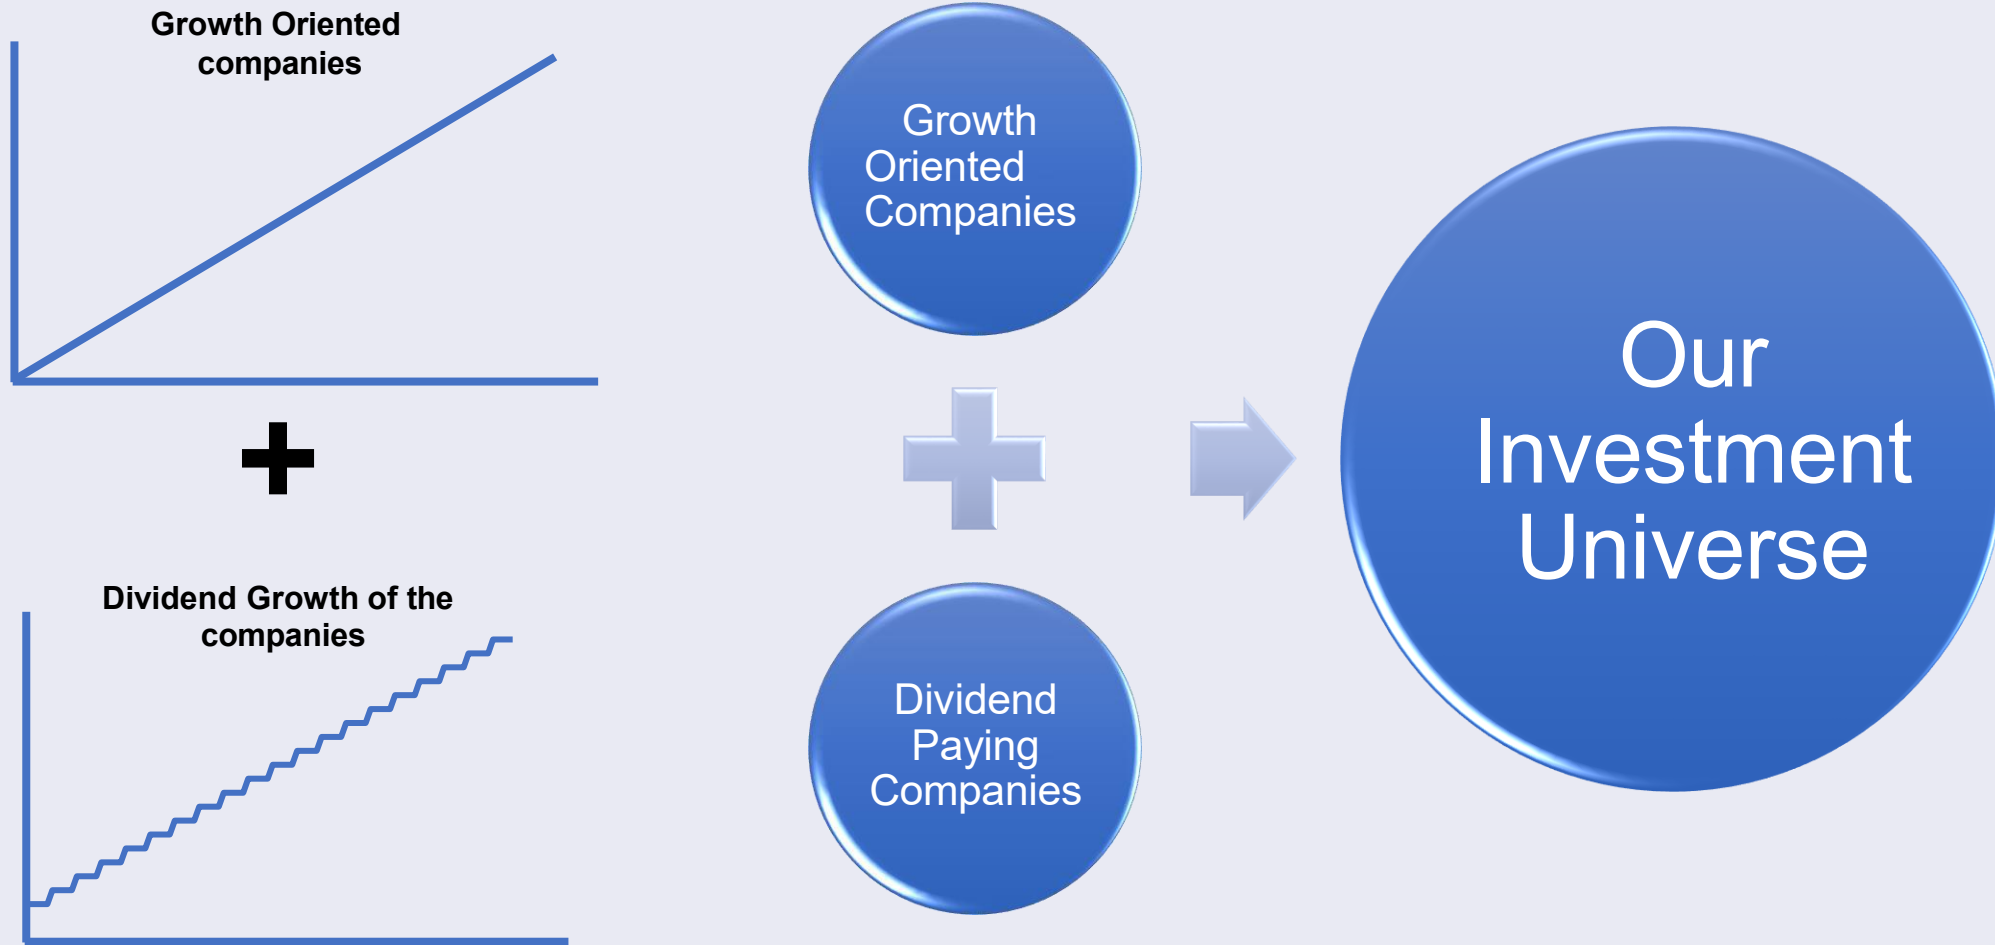 Growth Oriented
companies
Dividend Growth of the
companies
Growth
Oriented
Companies
Dividend
Paying
Companies
Our
Investment
Universe